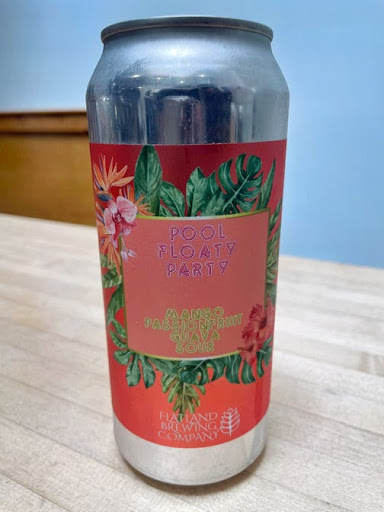 POOL
FLOATY
PARTY
MANGO
PASSIONFRUIT
GUAVA
SOUR
FLATLAND
BREWING
COMPANY